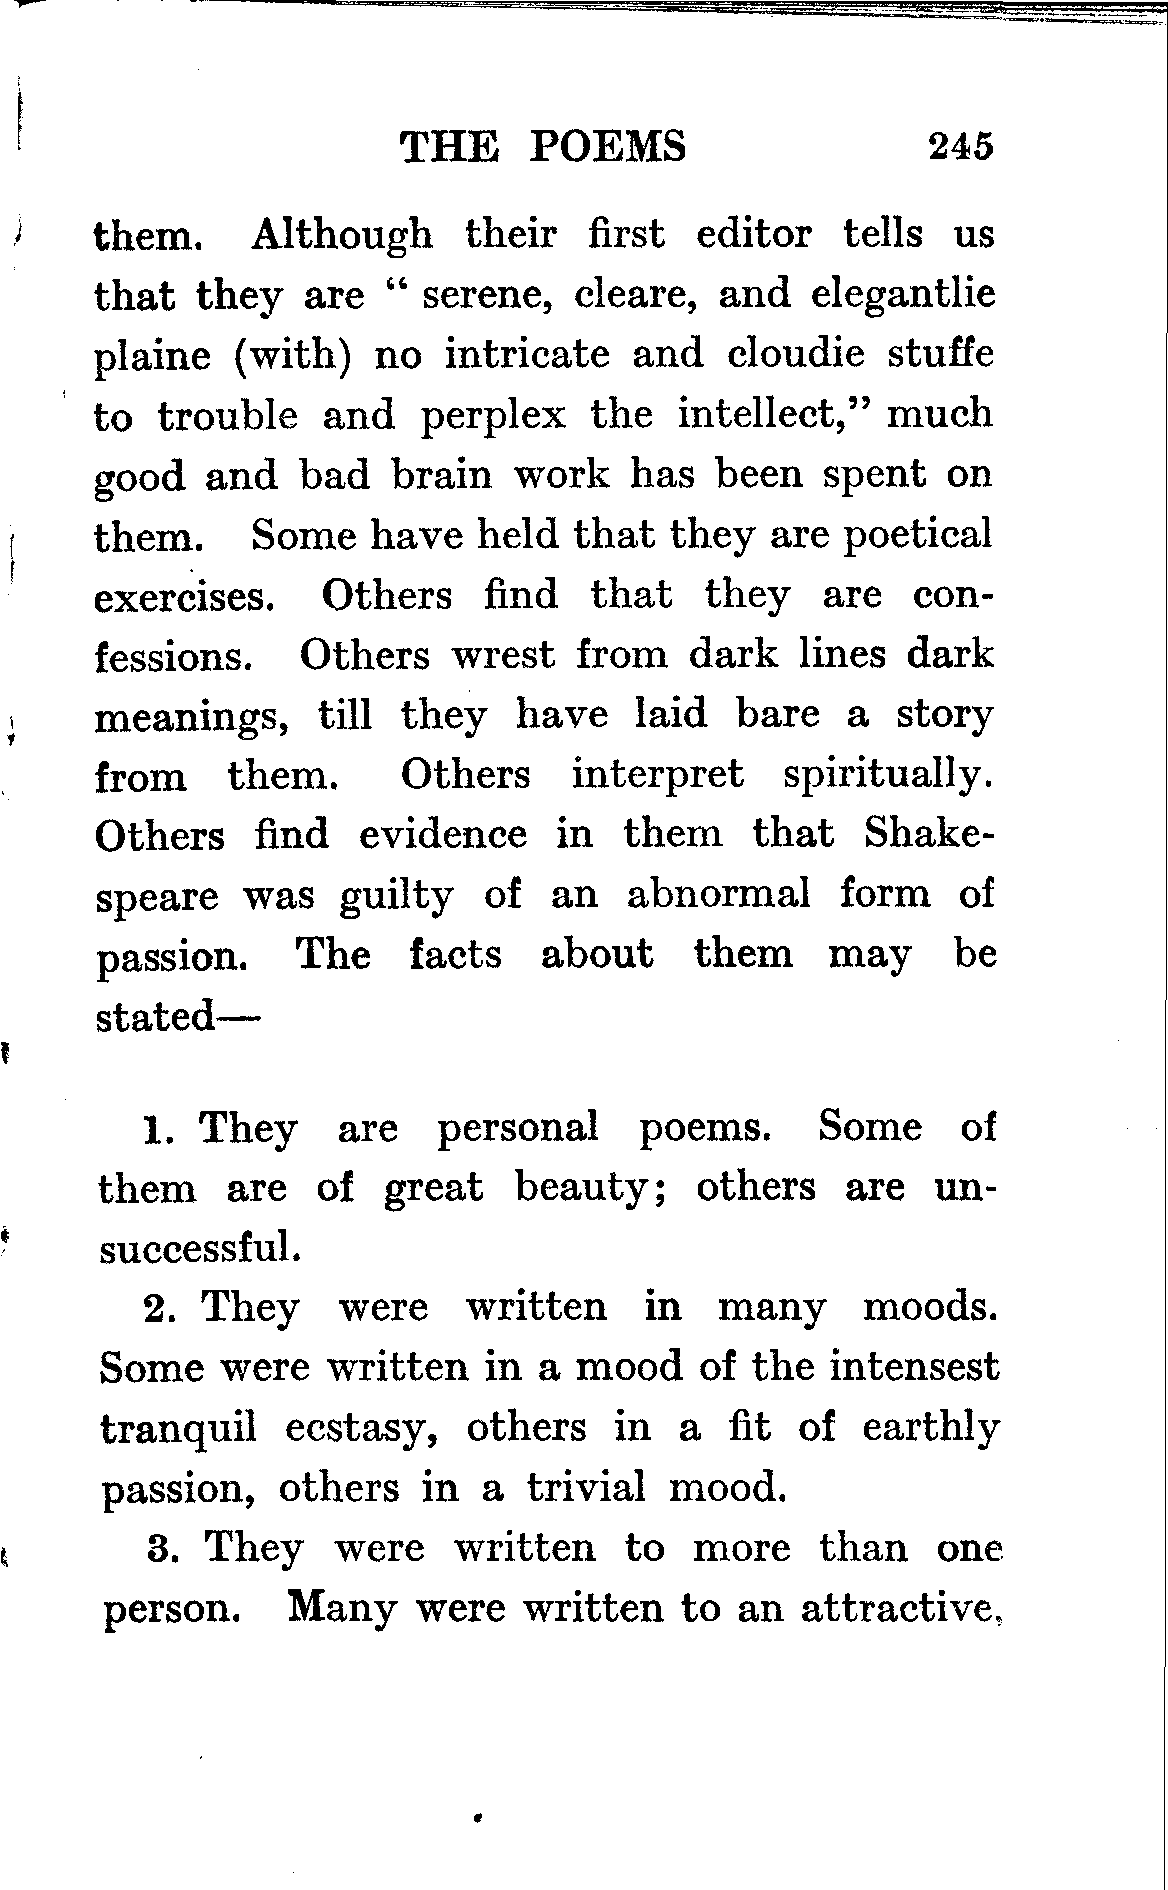 THE POEMS 245
them. Although their first editor tells us
that they are “ serene, cleare, and elegantlie
plaine (with) no intricate and cloudie stuffe
to trouble and perplex the intellect,” much
good and bad brain work has been spent on
them. Some have held that they are poetical
exercises. Others find that they are con-
fessions. Others wrest from dark lines dark
meanings, till they have laid bare a story
from them. Others interpret spiritually.
Others find evidence in them that Shake-
speare was guilty of an abnormal form of
passion. The facts about them may be
stated—
1. They are personal poems. Some of
them are of great beauty; others are un-
successful.
2. They were written in many moods.
Some were written in a mood of the intensest
tranquil ecstasy, others in a fit of earthly
passion, others in a trivial mood.
3. They were written to more than one
person. Many were written to an attractive,